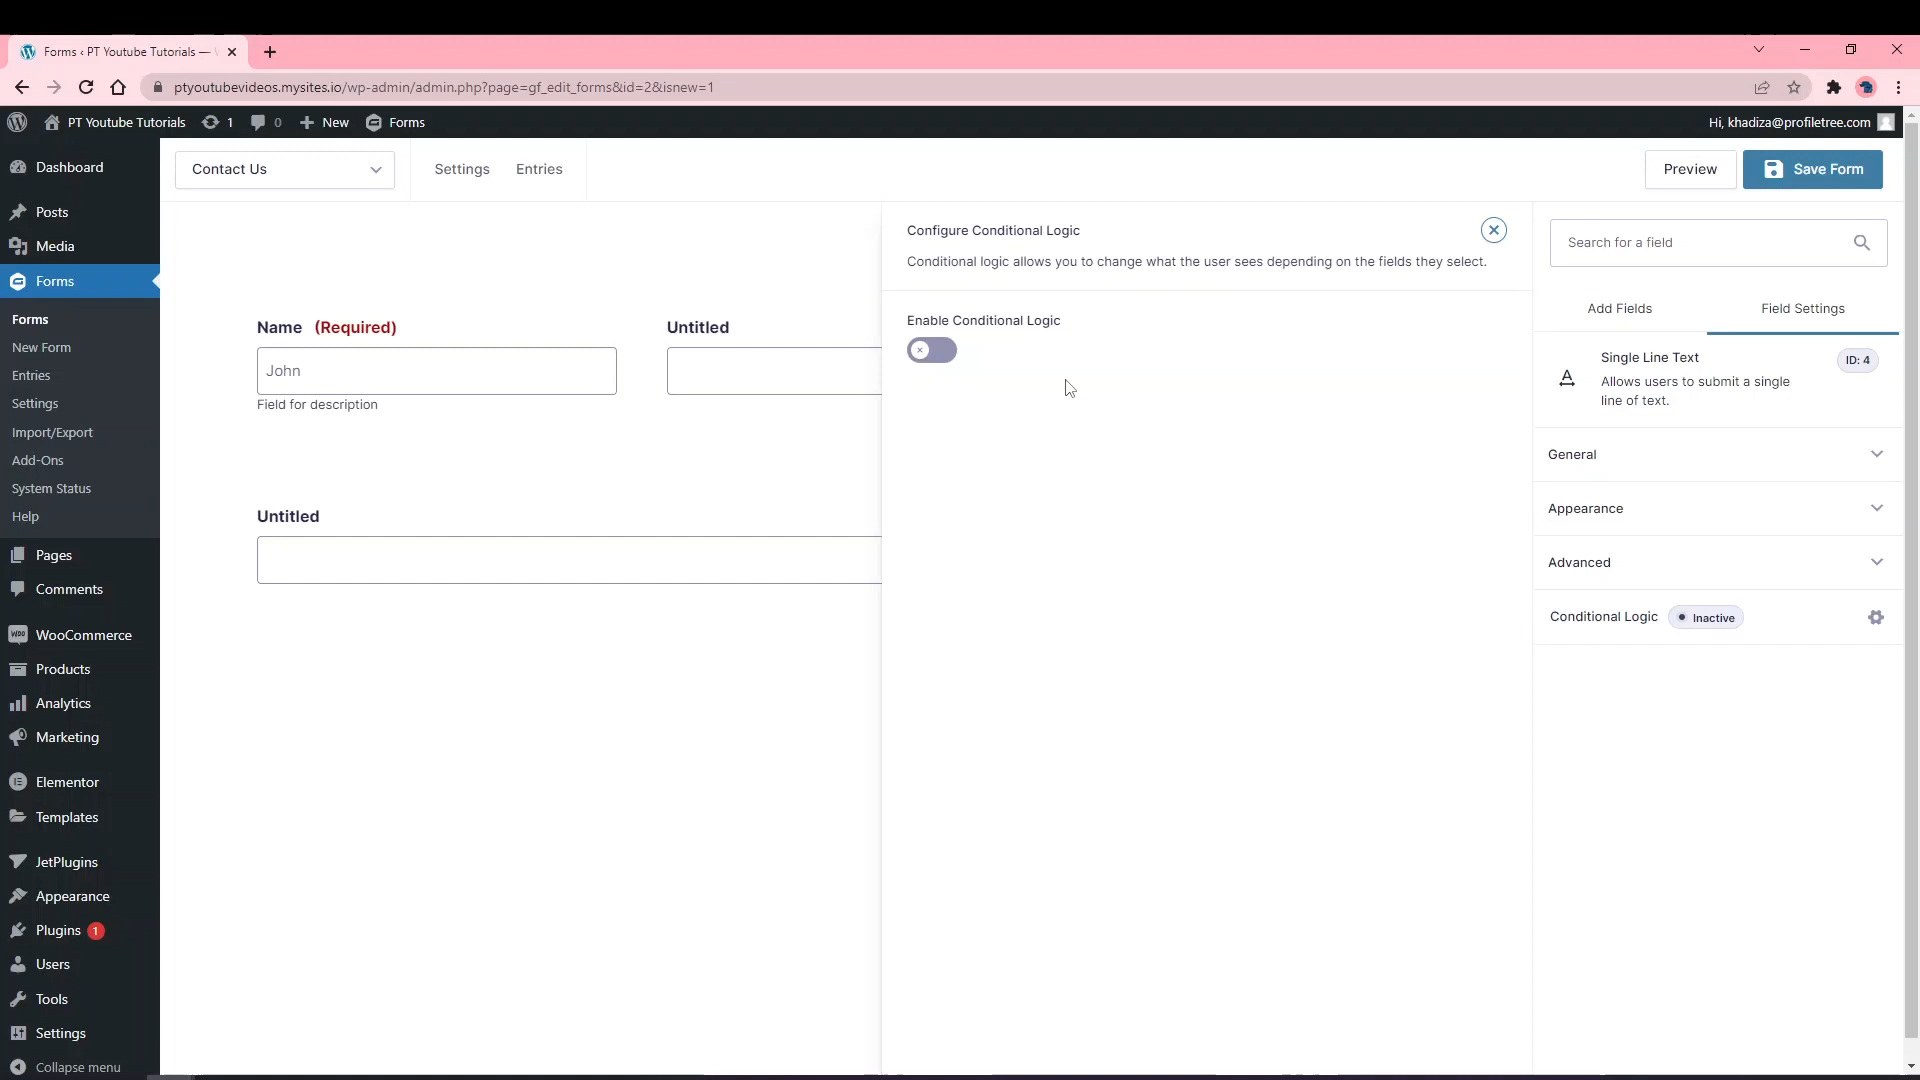 Forms ‹ PT Youtube Tutorials —
ptyoutubevideos.mysites.io/wp-admin/admin.php?page=gf_edit_forms&id=2&isnew=1
PT Youtube Tutorials 1 0 New Forms Hi, khadiza@profiletree.com
Dashboard
Posts
Media
Forms
Forms
New Form
Entries
Settings
Import/Export
Add-Ons
System Status
Help
Pages
Comments
WooCommerce
Products
Analytics
Marketing
Elementor
Templates
JetPlugins
Appearance
Plugins 1
Users
Tools
Settings
Collapse menu
Contact Us Settings Entries Preview Save Form
Name (Required) Untitled
John
Field for description
Untitled
Configure Conditional Logic
Conditional logic allows you to change what the user sees depending on the fields they select.
Enable Conditional Logic
Search for a field
Add Fields Field Settings
Single Line Text ID: 4
Allows users to submit a single
line of text.
General
Appearance
Advanced
Conditional Logic Inactive